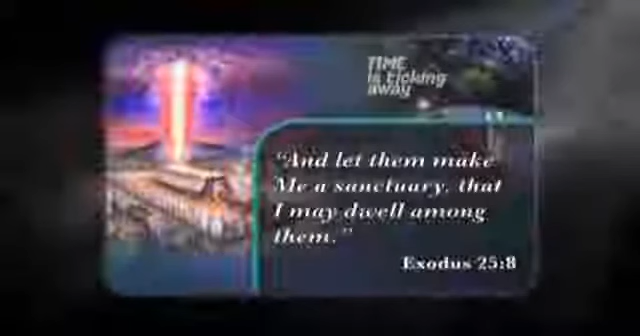 TIME
is ticking
away
"And let them make
Me a sanctuary, that
I may dwell among
them."
Exodus 25:8